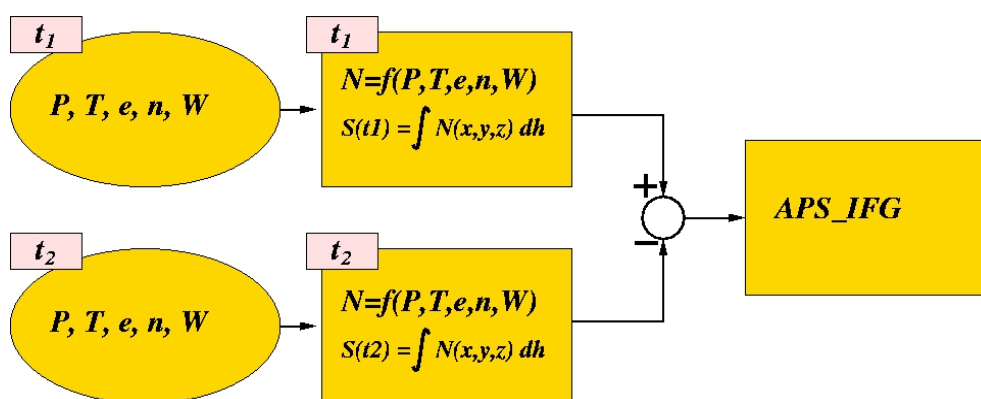 t₁
P, T, e, n, W
t₁
N=f(P,T,e,n,W)
S(t1) = ∫ N(x,y,z) dh
+
−
APS_IFG
t₂
P, T, e, n, W
t₂
N=f(P,T,e,n,W)
S(t2) = ∫ N(x,y,z) dh